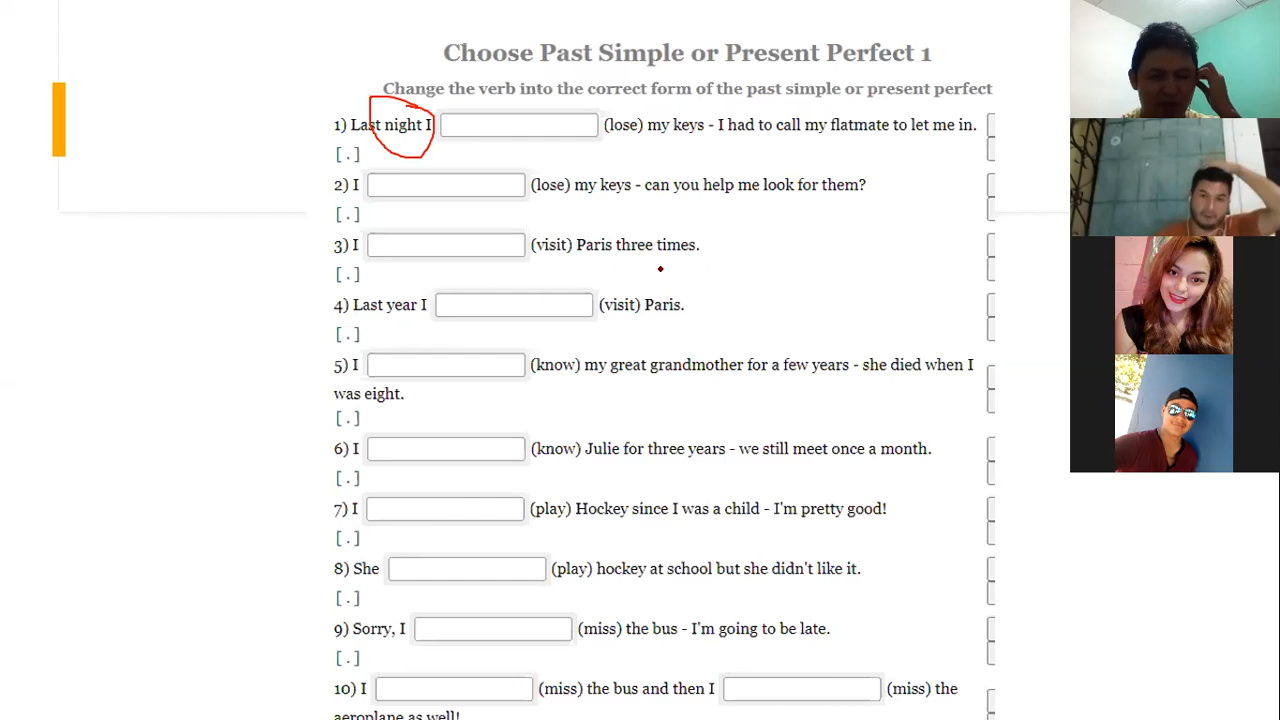 Choose Past Simple or Present Perfect 1
Change the verb into the correct form of the past simple or present perfect
1) Last night I (lose) my keys - I had to call my flatmate to let me in.
[ . ]
2) I (lose) my keys - can you help me look for them?
[ . ]
3) I (visit) Paris three times.
[ . ]
4) Last year I (visit) Paris.
[ . ]
5) I (know) my great grandmother for a few years - she died when I
was eight.
[ . ]
6) I (know) Julie for three years - we still meet once a month.
[ . ]
7) I (play) Hockey since I was a child - I'm pretty good!
[ . ]
8) She (play) hockey at school but she didn't like it.
[ . ]
9) Sorry, I (miss) the bus - I'm going to be late.
[ . ]
10) I (miss) the bus and then I (miss) the
aeroplane as well!